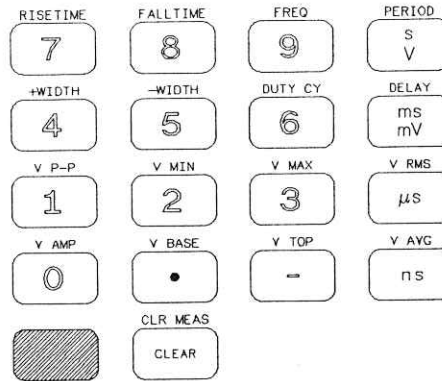 RISETIME FALLTIME FREQ PERIOD
7 8 9 s
V
+WIDTH −WIDTH DUTY CY DELAY
4 5 6 ms
mV
V P-P V MIN V MAX V RMS
1 2 3 µs
V AMP V BASE V TOP V AVG
0 • − ns
CLR MEAS
CLEAR